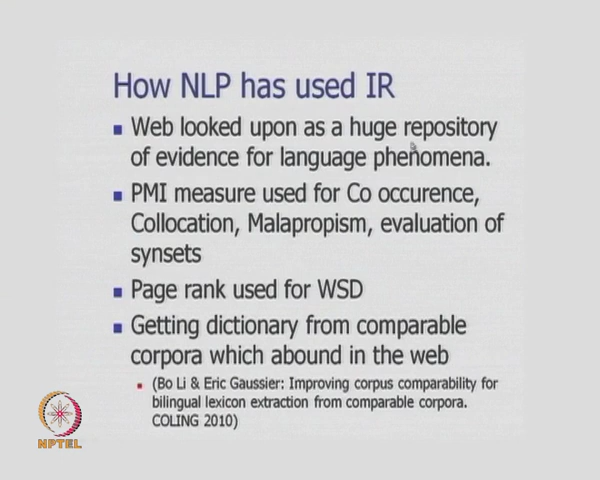 How NLP has used IR
Web looked upon as a huge repository
of evidence for language phenomena.
PMI measure used for Co occurence,
Collocation, Malapropism, evaluation of
synsets
Page rank used for WSD
Getting dictionary from comparable
corpora which abound in the web
(Bo Li & Eric Gaussier: Improving corpus comparability for
bilingual lexicon extraction from comparable corpora.
COLING 2010)
NPTEL